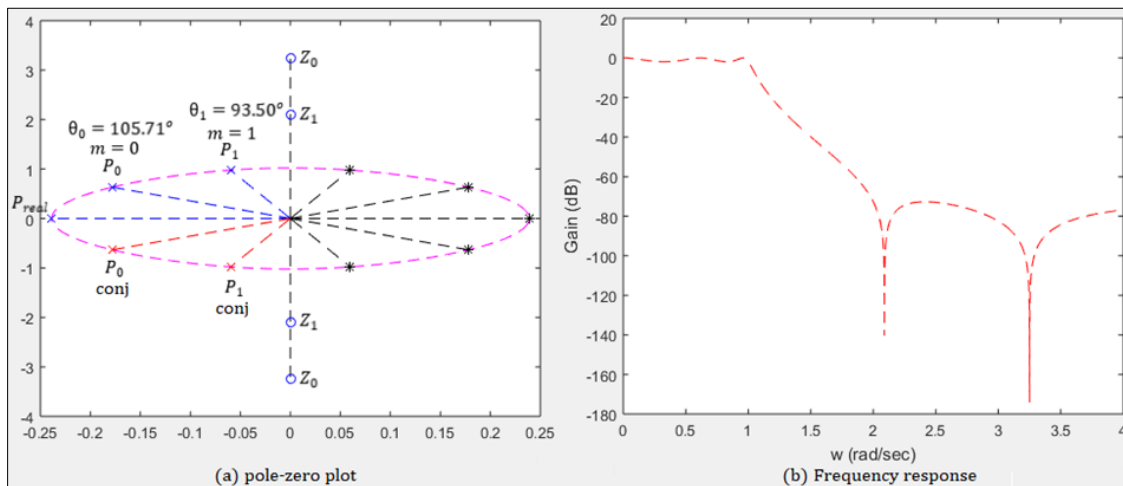 4
3
2
1
0
-1
-2
-3
-4
-0.25
-0.2
-0.15
-0.1
-0.05
0
0.05
0.1
0.15
0.2
0.25
Z₀
Z₁
θ₁ = 93.50°
m = 1
P₁
θ₀ = 105.71°
m = 0
P₀
P_real
P₀
conj
P₁
conj
Z₁
Z₀
(a) pole-zero plot
20
0
-20
-40
-60
-80
-100
-120
-140
-160
-180
Gain (dB)
0
0.5
1
1.5
2
2.5
3
3.5
4
w (rad/sec)
(b) Frequency response